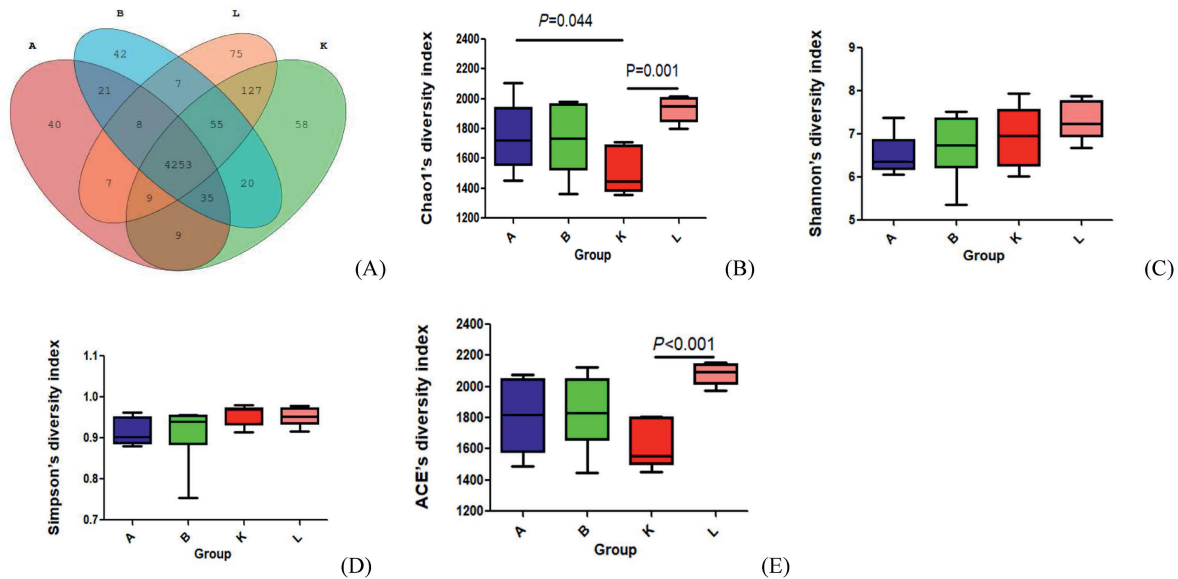 A
B
L
K
42
75
21
7
127
40
8
55
58
4253
7
20
9
35
9
(A)
Chao1's diversity index
2400
2200
2000
1800
1600
1400
1200
P=0.044
P=0.001
A
B
K
L
Group
(B)
Shannon's diversity index
9
8
7
6
5
A
B
K
L
Group
(C)
Simpson's diversity index
1.1
1.0
0.9
0.8
0.7
A
B
K
L
Group
(D)
ACE's diversity index
2400
2200
2000
1800
1600
1400
1200
P<0.001
A
B
K
L
Group
(E)